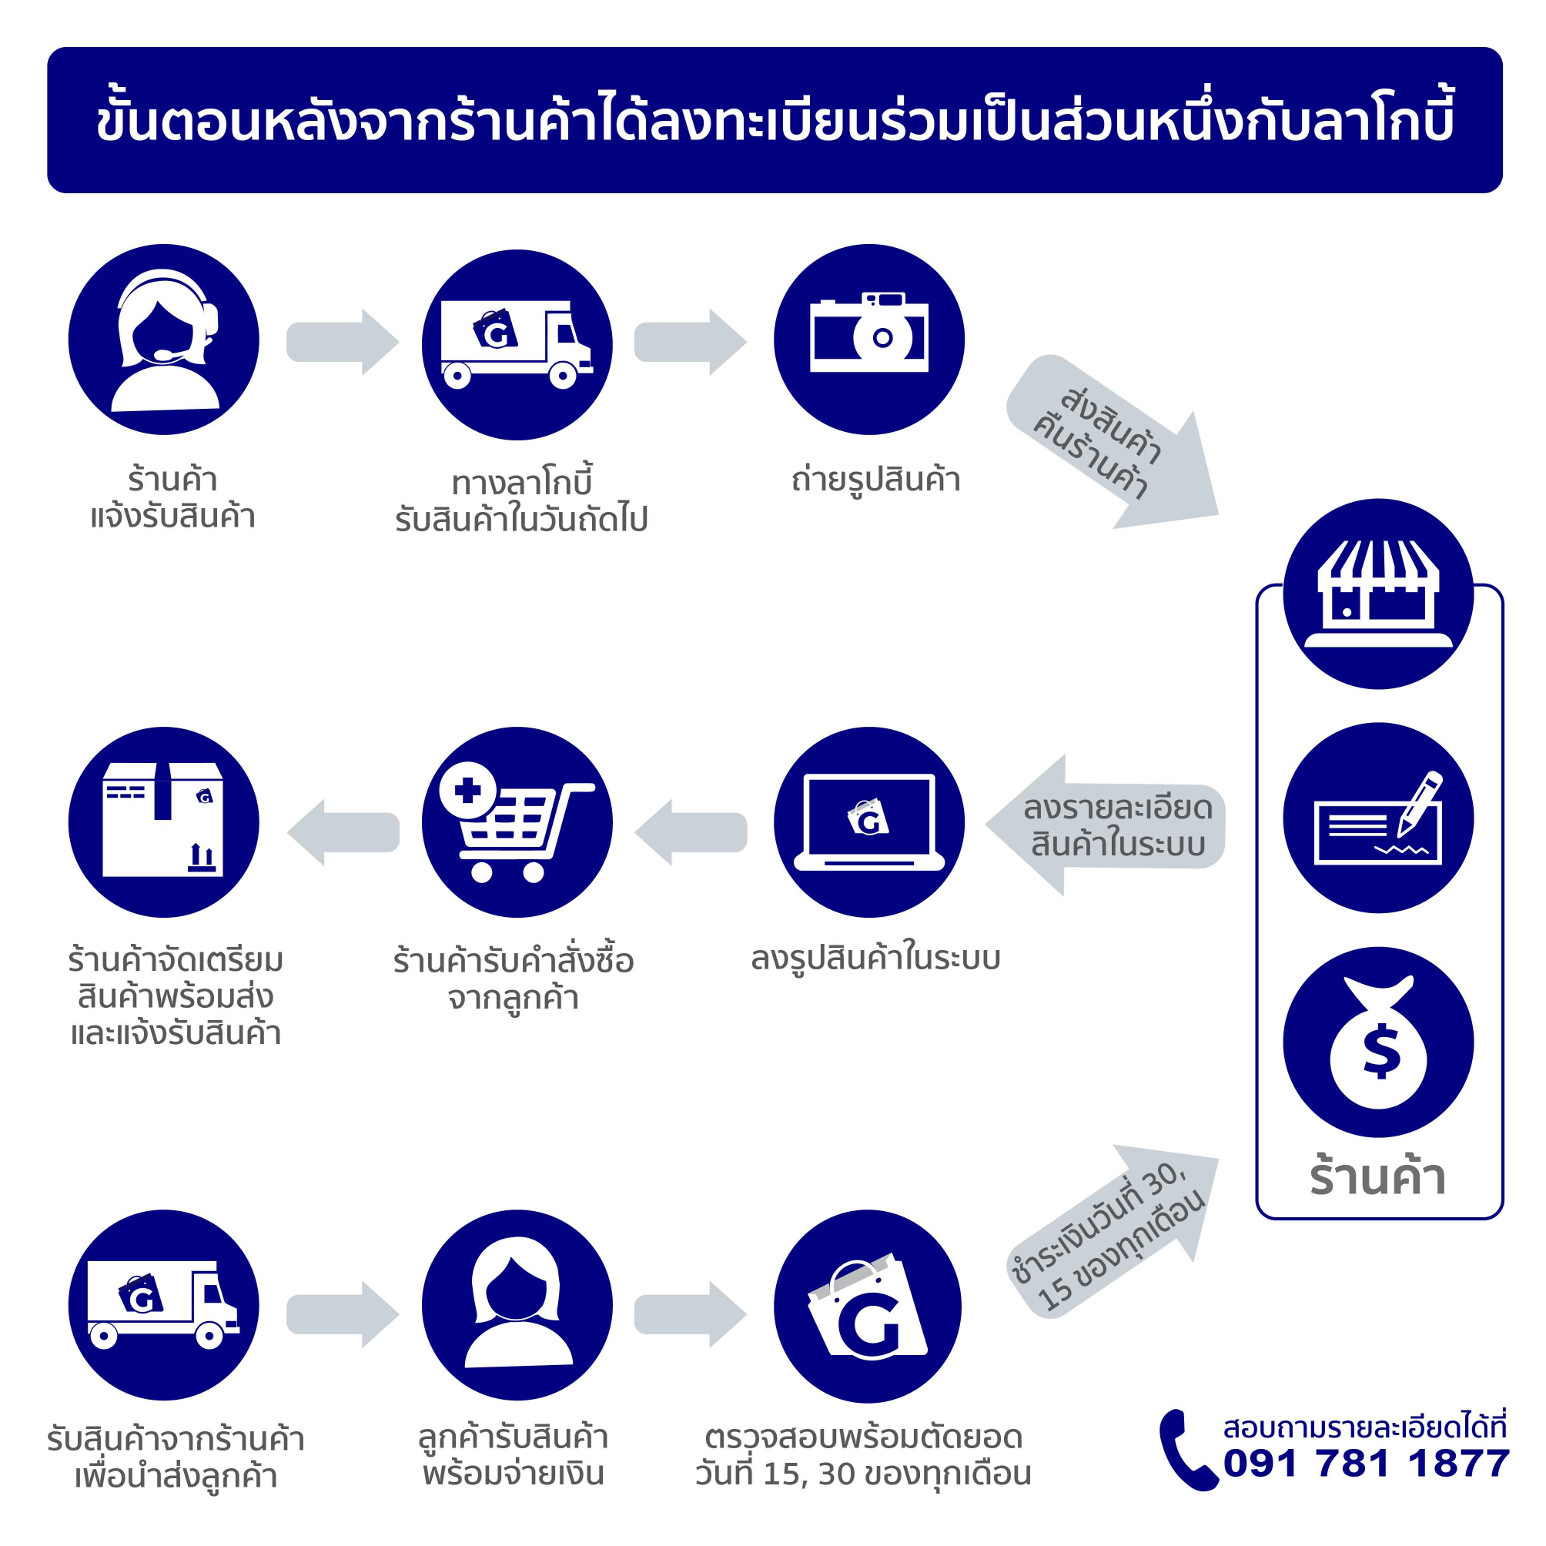 ขั้นตอนหลังจากร้านค้าได้ลงทะเบียนร่วมเป็นส่วนหนึ่งกับลาโกบี้
ร้านค้า
แจ้งรับสินค้า
G
ทางลาโกบี้
รับสินค้าในวันถัดไป
ถ่ายรูปสินค้า
ส่งสินค้า
คืนร้านค้า
ลงรายละเอียด
สินค้าในระบบ
G
ลงรูปสินค้าในระบบ
ร้านค้ารับคำสั่งซื้อ
จากลูกค้า
G
ร้านค้าจัดเตรียม
สินค้าพร้อมส่ง
และแจ้งรับสินค้า
$
ร้านค้า
G
รับสินค้าจากร้านค้า
เพื่อนำส่งลูกค้า
ลูกค้ารับสินค้า
พร้อมจ่ายเงิน
G
ตรวจสอบพร้อมตัดยอด
วันที่ 15, 30 ของทุกเดือน
ชำระเงินวันที่ 30,
15 ของทุกเดือน
สอบถามรายละเอียดได้ที่
091 781 1877